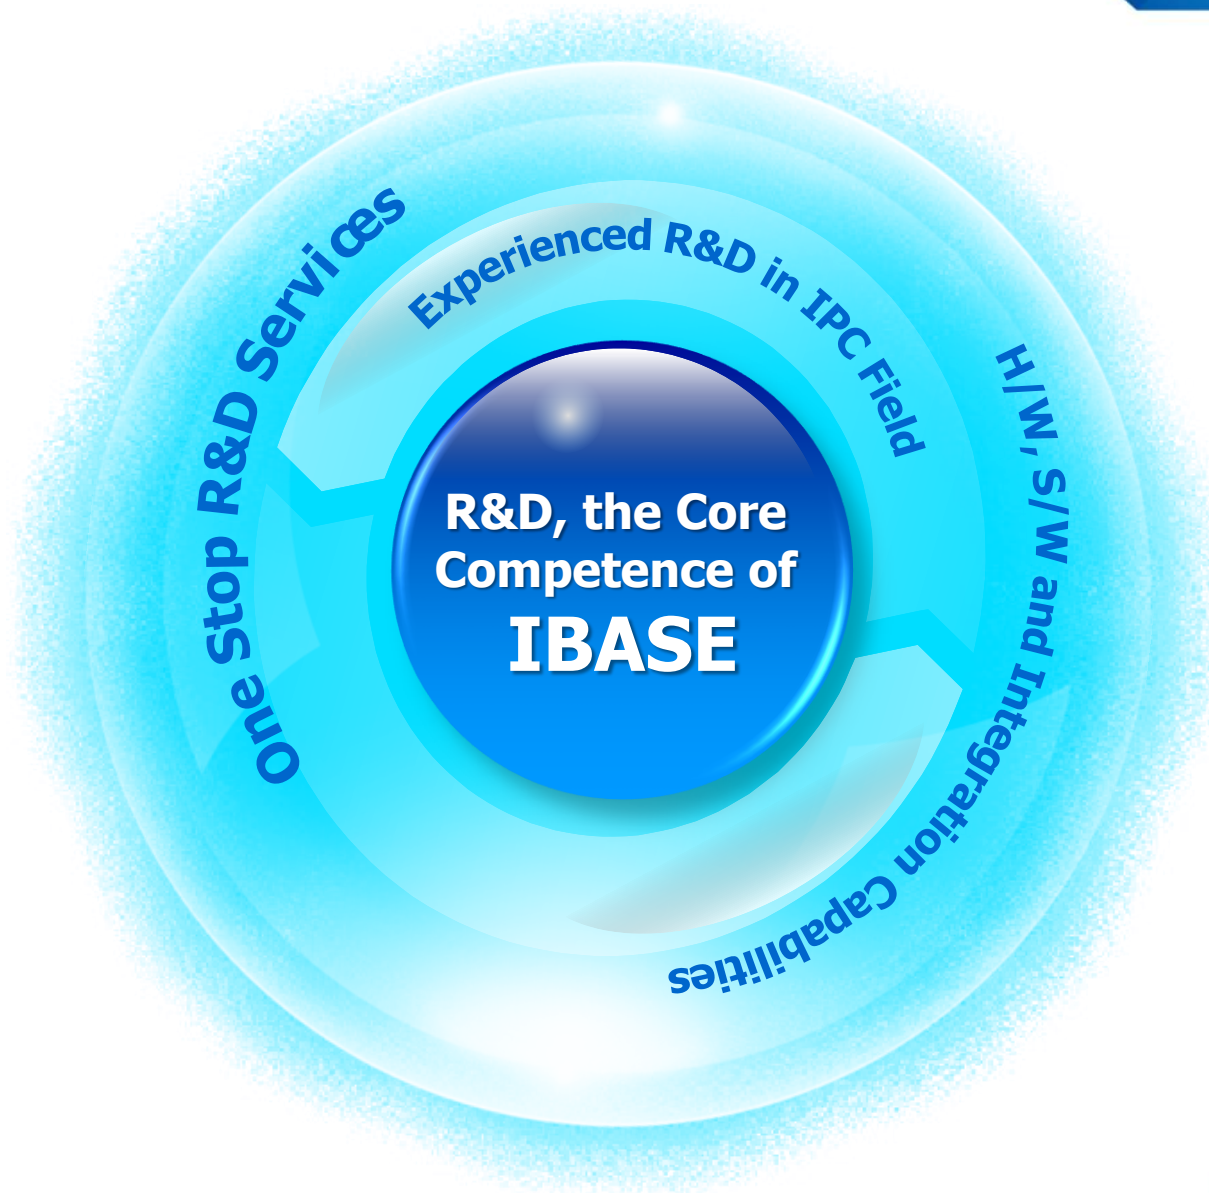 One Stop R&D Services
Experienced R&D in IPC Field
H/W, S/W and Integration Capabilities
R&D, the Core
Competence of
IBASE